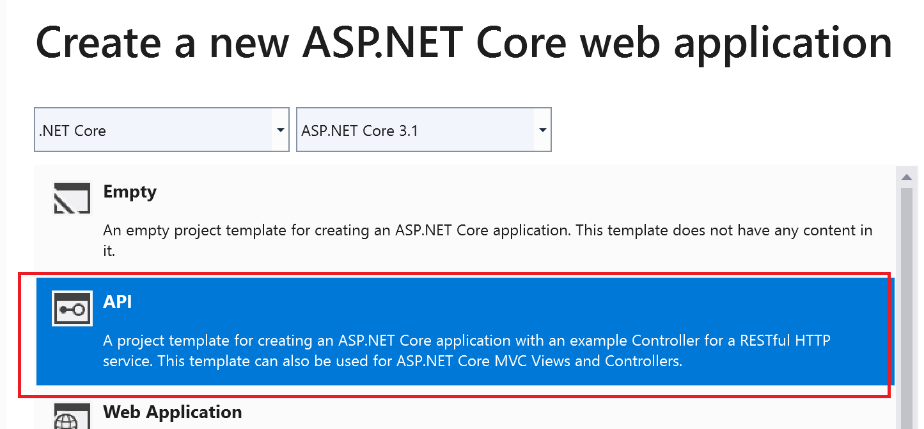 Create a new ASP.NET Core web application
.NET Core
ASP.NET Core 3.1
Empty
An empty project template for creating an ASP.NET Core application. This template does not have any content in
it.
API
A project template for creating an ASP.NET Core application with an example Controller for a RESTful HTTP
service. This template can also be used for ASP.NET Core MVC Views and Controllers.
Web Application